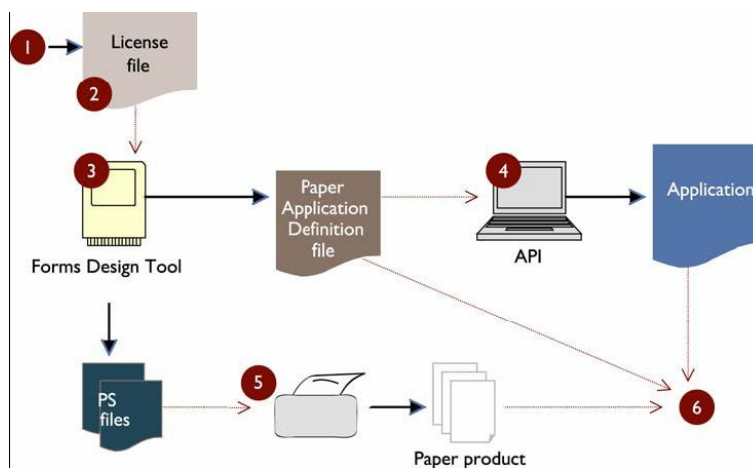 1
License
file
2
3
Forms Design Tool
Paper
Application
Definition
file
4
API
Application
PS
files
5
Paper product
6